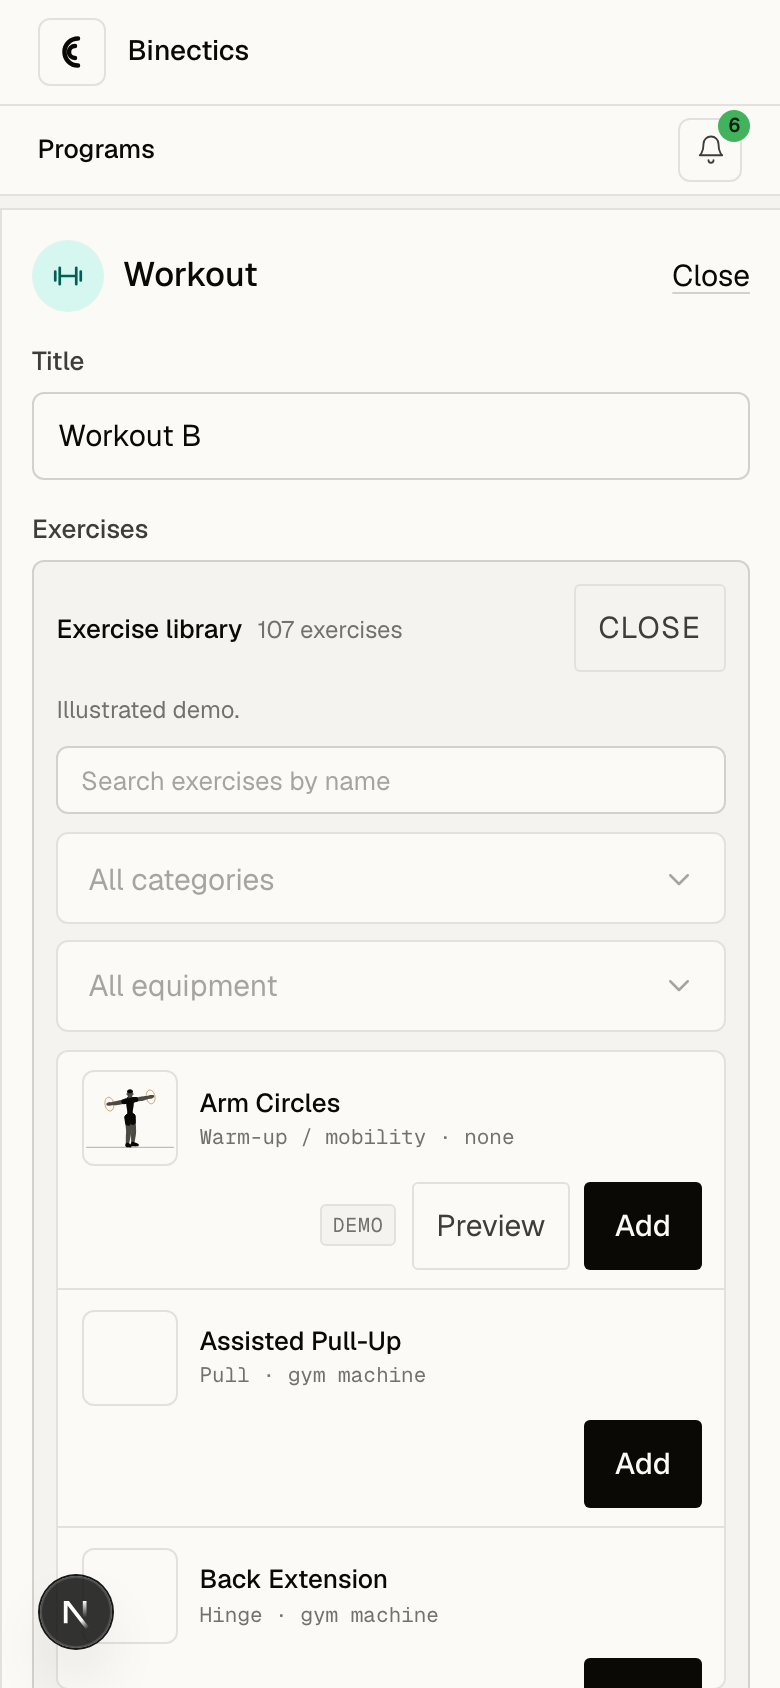 Binectics
Programs
6
Workout
Close
Title
Workout B
Exercises
Exercise library 107 exercises
CLOSE
Illustrated demo.
Search exercises by name
All categories
All equipment
Arm Circles
Warm-up / mobility · none
DEMO
Preview
Add
Assisted Pull-Up
Pull · gym machine
Add
Back Extension
Hinge · gym machine
N